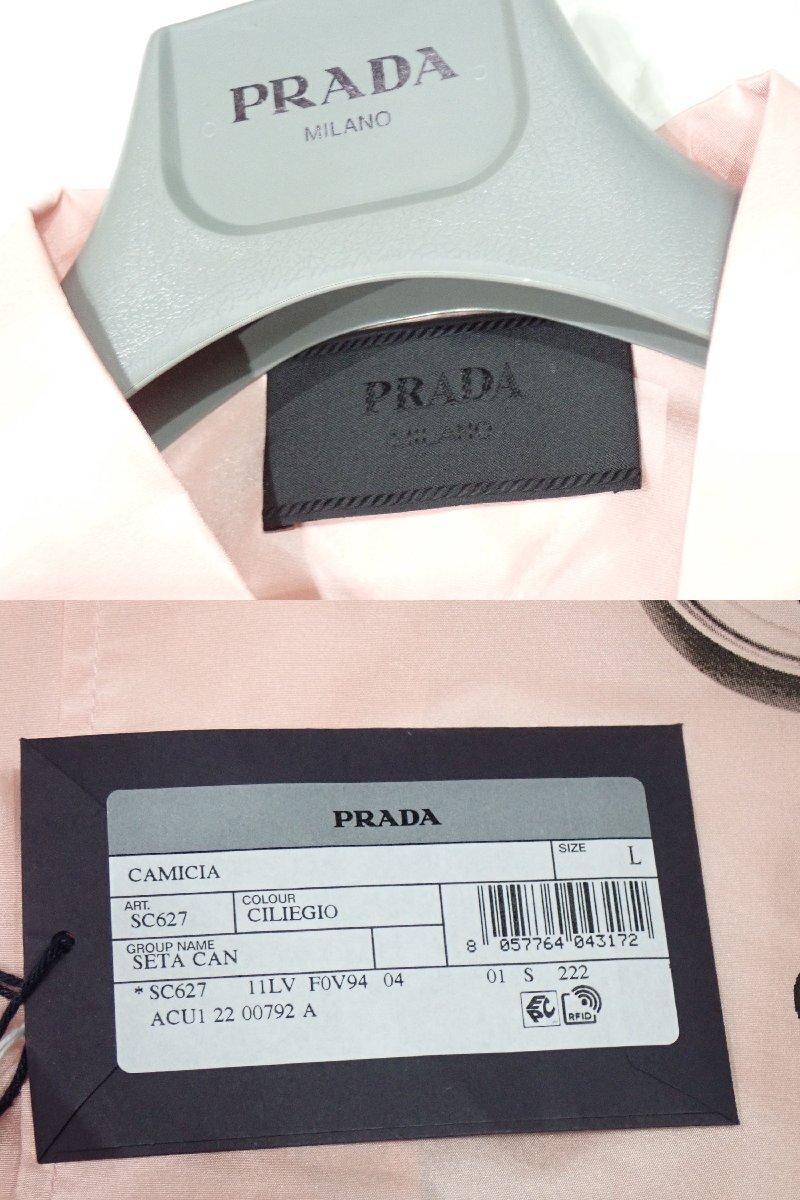 PRADA
MILANO
PRADA
MILANO
PRADA
CAMICIA
SIZE
L
ART.
SC627
COLOUR
CILIEGIO
GROUP NAME
SETA CAN
8 057764 043172
* SC627 11LV F0V94 04 01 S 222
ACU1 22 00792 A
EPC
RFID